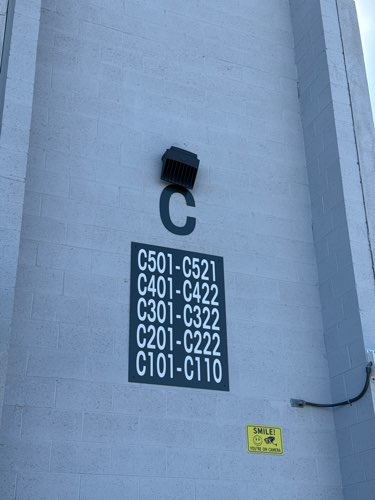 C
C501-C521
C401-C422
C301-C322
C201-C222
C101-C110
SMILE!
YOU'RE ON CAMERA